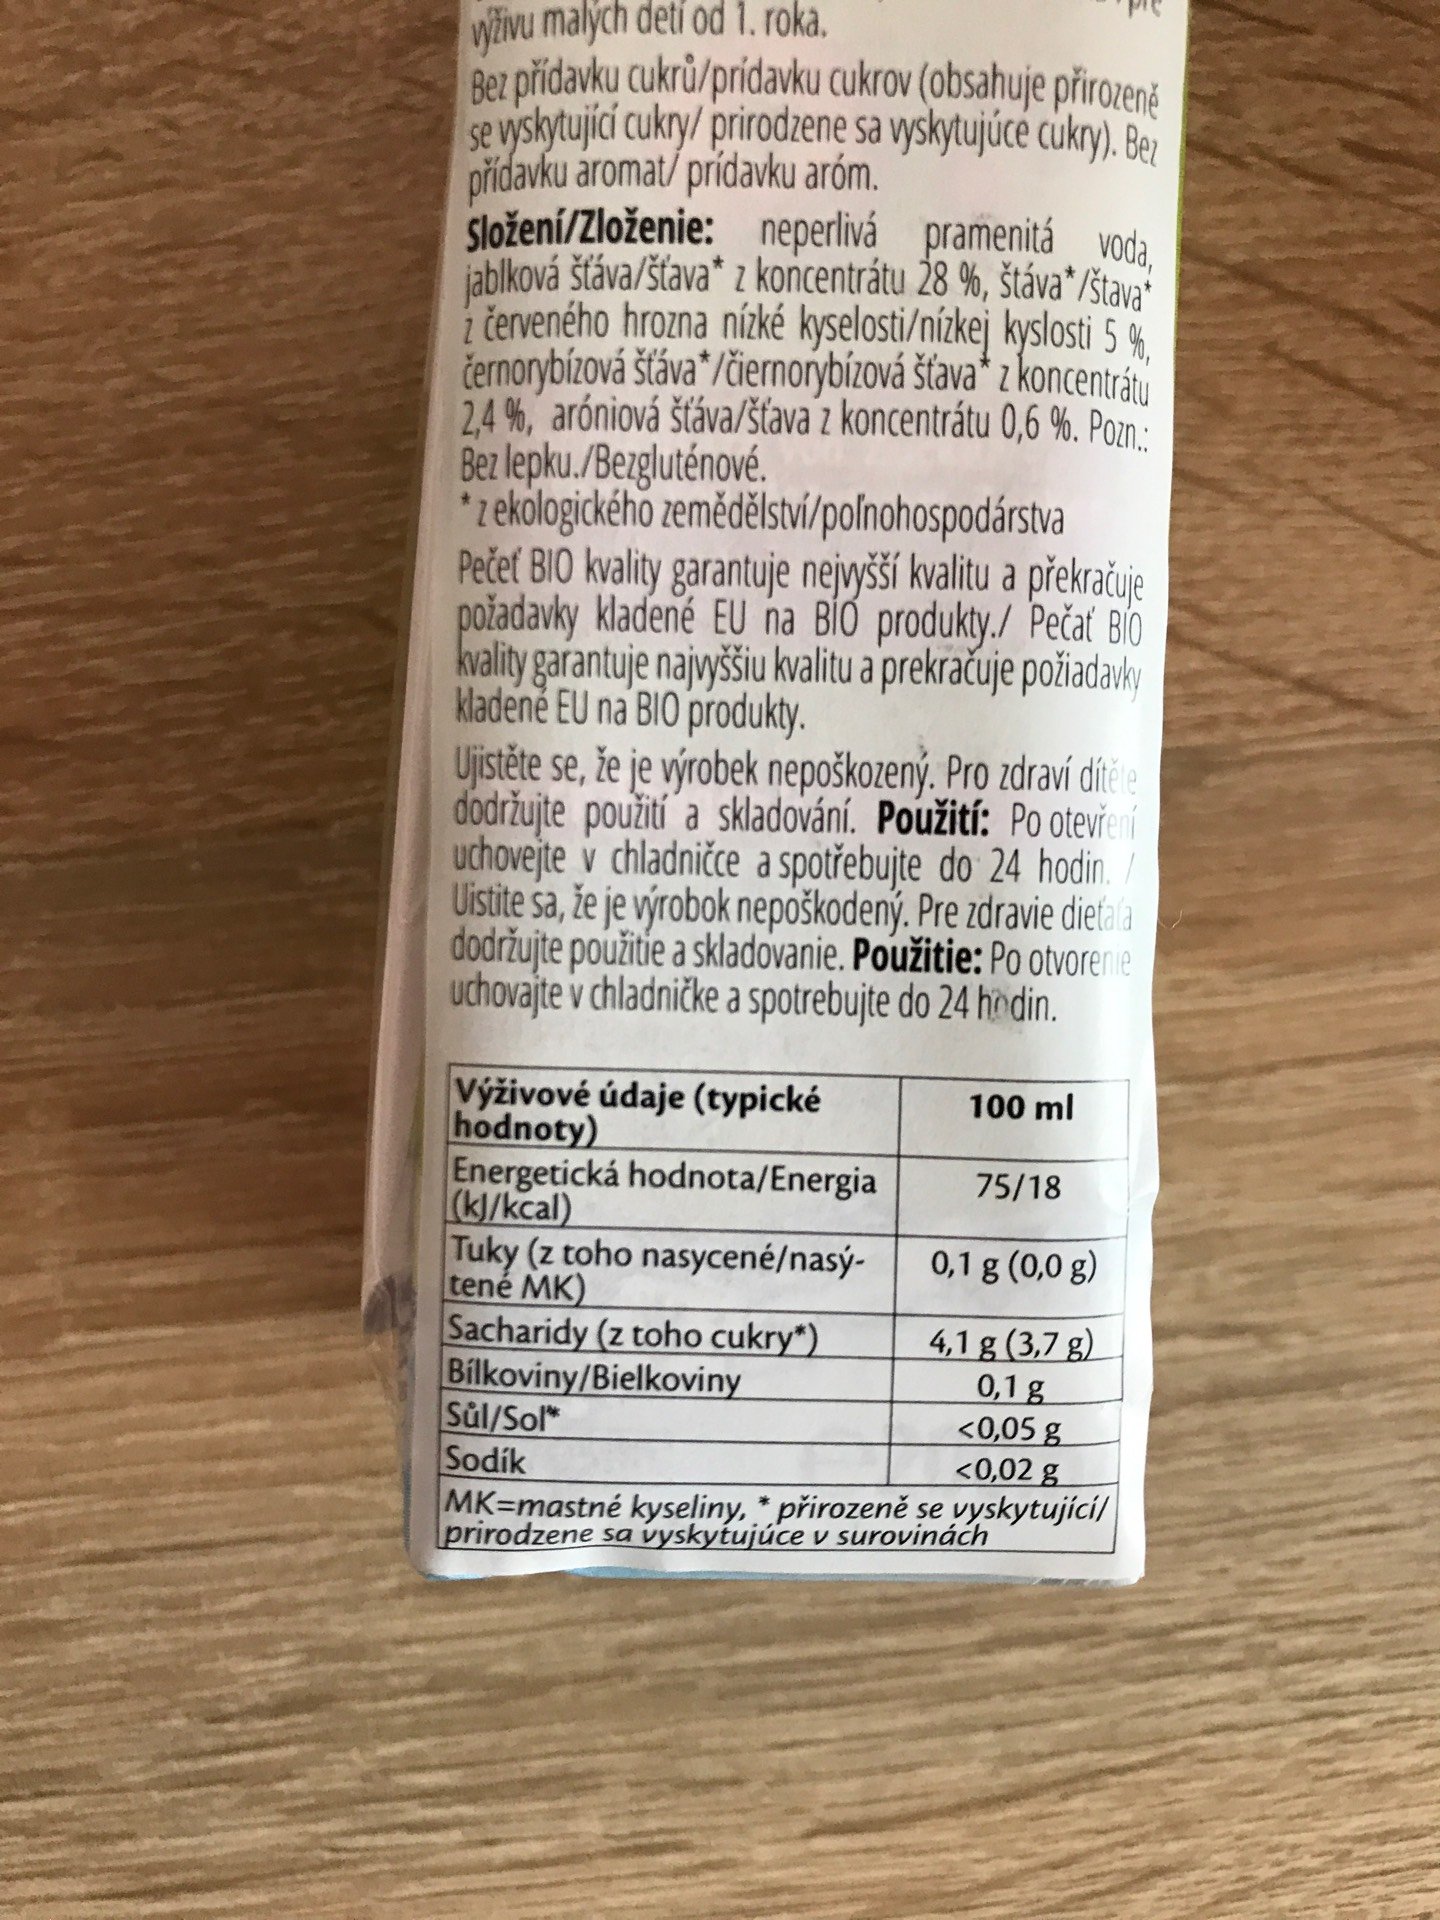 výživu malých detí od 1. roka.
Bez přídavku cukrů/prídavku cukrov (obsahuje přirozeně
se vyskytující cukry/ prirodzene sa vyskytujúce cukry). Bez
přídavku aromat/ prídavku aróm.
Složení/Zloženie: neperlivá pramenitá voda,
jablková šťáva/šťava* z koncentrátu 28 %, štáva*/štava*
z červeného hrozna nízké kyselosti/nízkej kyslosti 5 %,
černorybízová šťáva*/čiernorybízová šťava* z koncentrátu
2,4 %, aróniová šťáva/šťava z koncentrátu 0,6 %. Pozn.:
Bez lepku./Bezgluténové.
* z ekologického zemědělství/poľnohospodárstva
Pečeť BIO kvality garantuje nejvyšší kvalitu a překračuje
požadavky kladené EU na BIO produkty./ Pečať BIO
kvality garantuje najvyššiu kvalitu a prekračuje požiadavky
kladené EU na BIO produkty.
Ujistěte se, že je výrobek nepoškozený. Pro zdraví dítěte
dodržujte použití a skladování. Použití: Po otevření
uchovejte v chladničce a spotřebujte do 24 hodin. /
Uistite sa, že je výrobok nepoškodený. Pre zdravie dieťaťa
dodržujte použitie a skladovanie. Použitie: Po otvorenie
uchovajte v chladničke a spotrebujte do 24 hodin.
Výživové údaje (typické 100 ml
hodnoty)
Energetická hodnota/Energia 75/18
(kJ/kcal)
Tuky (z toho nasycené/nasý- 0,1 g (0,0 g)
tené MK)
Sacharidy (z toho cukry*) 4,1 g (3,7 g)
Bílkoviny/Bielkoviny 0,1 g
Sůl/Soľ* <0,05 g
Sodík <0,02 g
MK=mastné kyseliny, * přirozeně se vyskytující/
prirodzene sa vyskytujúce v surovinách